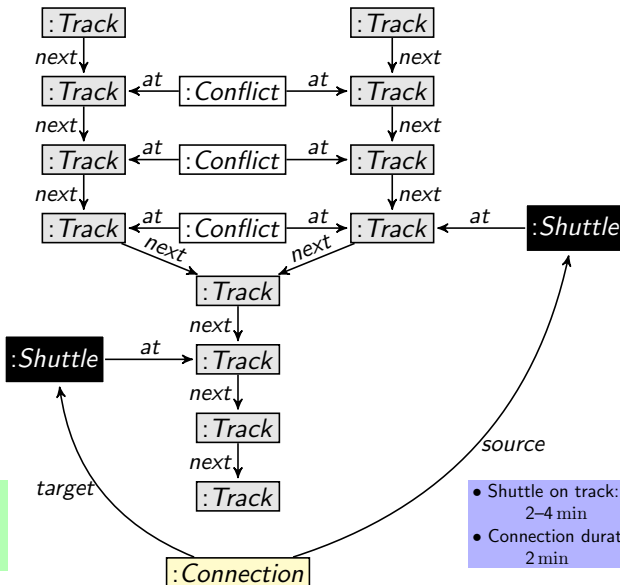 :Track :Track
next next
:Track at :Conflict at :Track
next next
:Track at :Conflict at :Track
next next
:Track at :Conflict at :Track at :Shuttle
next next
:Track
next
:Shuttle at :Track
next
:Track
next source
target :Track
• Shuttle on track:
2–4 min
• Connection durat
2 min
:Connection